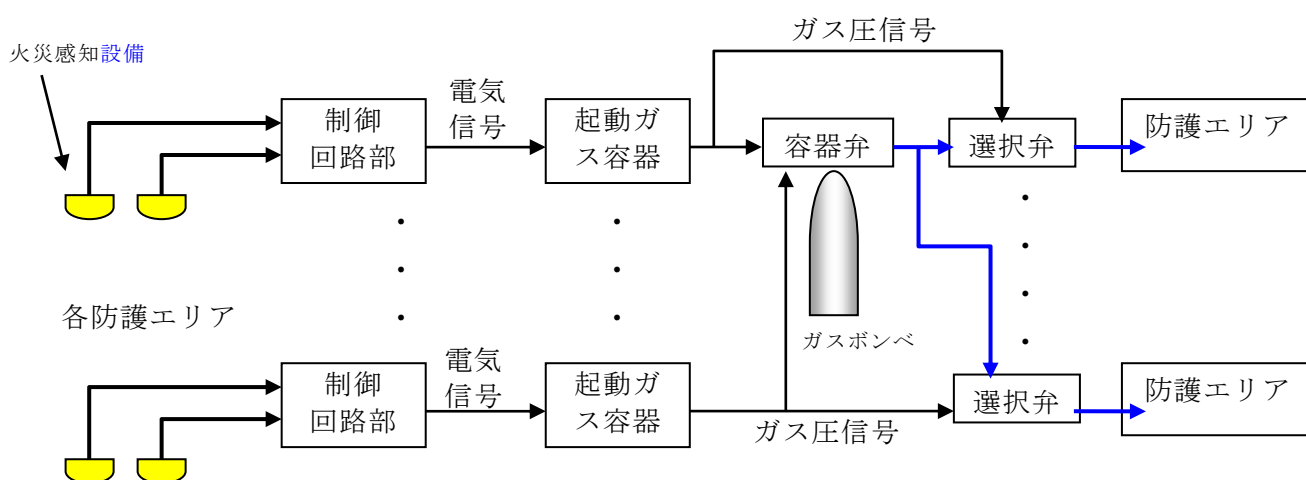 ガス圧信号
火災感知設備
電気
信号
制御
回路部
起動ガ
ス容器
容器弁
選択弁
防護エリア
各防護エリア
ガスボンベ
電気
信号
制御
回路部
起動ガ
ス容器
ガス圧信号
選択弁
防護エリア